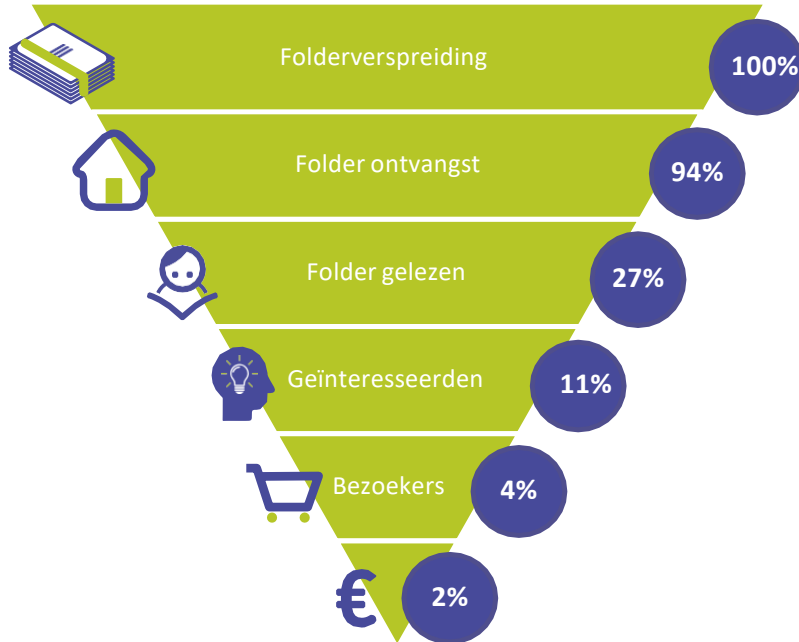 Folderverspreiding
100%
Folder ontvangst
94%
Folder gelezen
27%
Geïnteresseerden
11%
Bezoekers
4%
€
2%